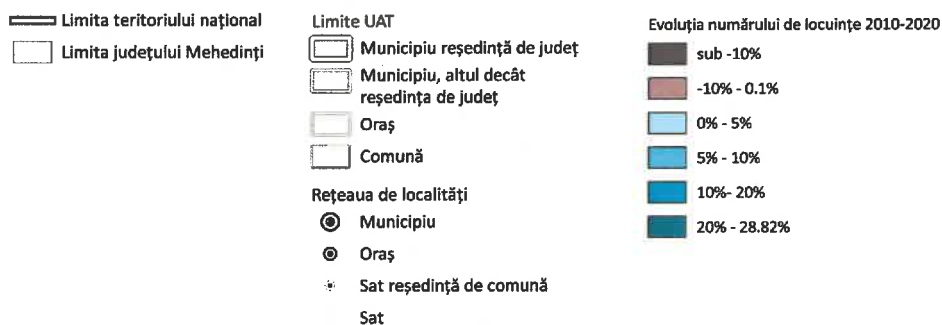 Limita teritoriului național
Limita județului Mehedinți
Limite UAT
Municipiu reședință de județ
Municipiu, altul decât
reședința de județ
Oraș
Comună
Rețeaua de localități
Municipiu
Oraș
Sat reședință de comună
Sat
Evoluția numărului de locuințe 2010-2020
sub -10%
-10% - 0.1%
0% - 5%
5% - 10%
10%- 20%
20% - 28.82%